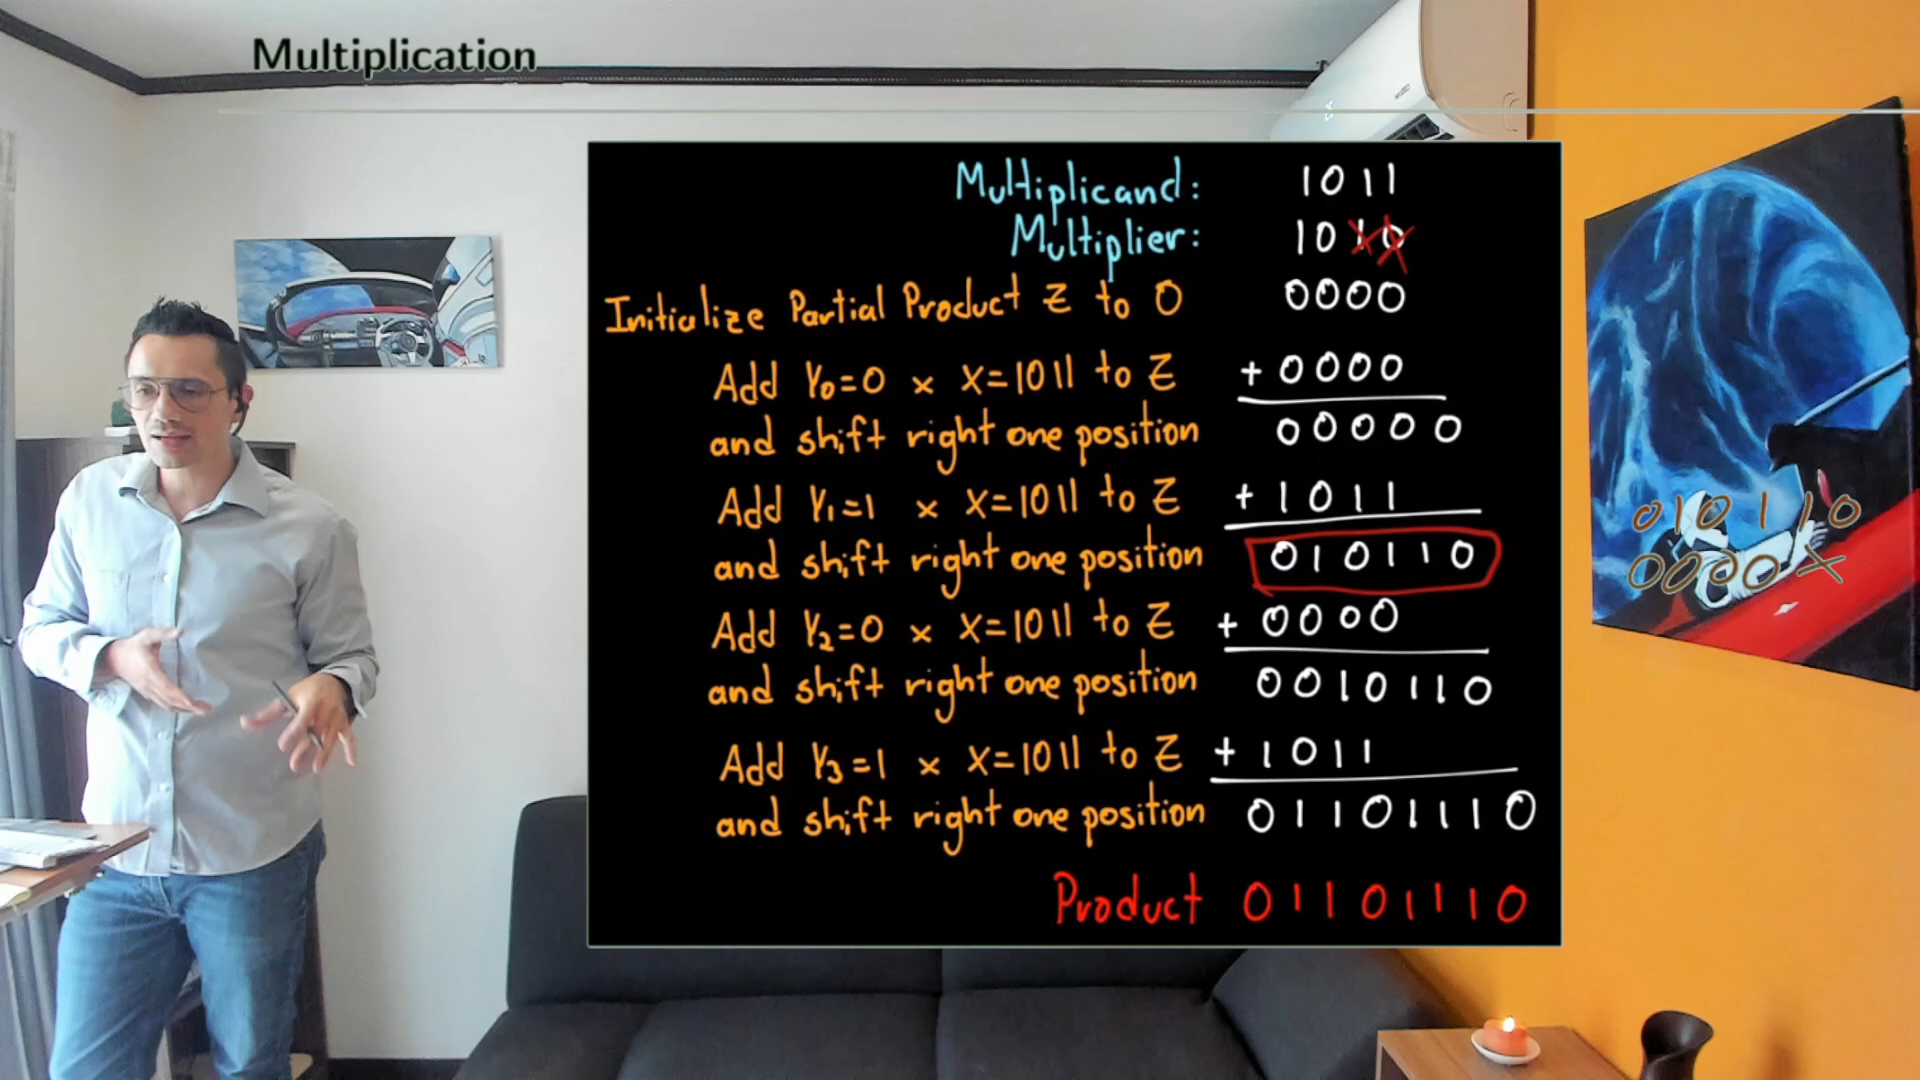 Multiplication
Multiplicand: 1011
Multiplier: 1010
Initialize Partial Product Z to 0 0000
Add Y0=0 × X=1011 to Z +0000
and shift right one position 00000
Add Y1=1 × X=1011 to Z +1011
and shift right one position 010110
Add Y2=0 × X=1011 to Z +0000
and shift right one position 0010110
Add Y3=1 × X=1011 to Z +1011
and shift right one position 01101110
Product 01101110
010110
0000X